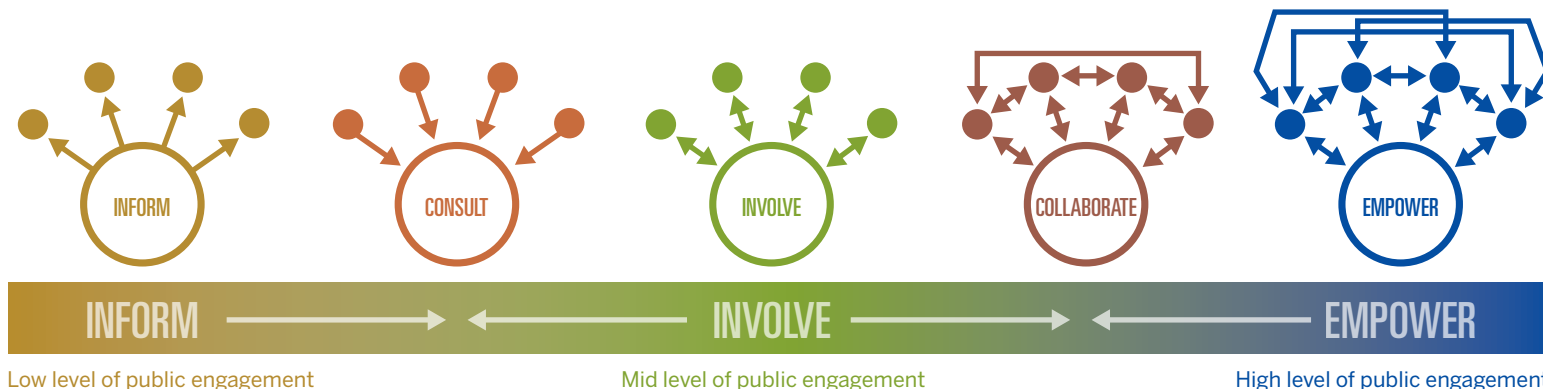 INFORM
CONSULT
INVOLVE
COLLABORATE
EMPOWER
INFORM
INVOLVE
EMPOWER
Low level of public engagement
Mid level of public engagement
High level of public engagement